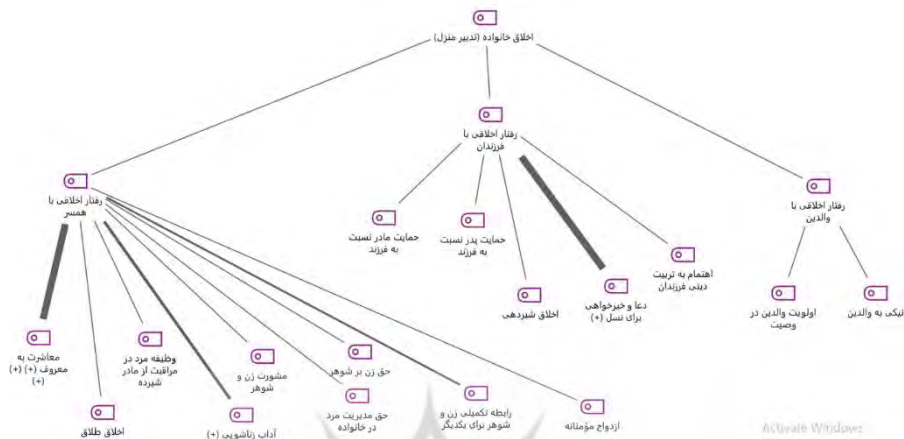 اخلاق خانواده (تدبیر منزل)
رفتار اخلاقی با
فرزندان
رفتار اخلاقی با
همسر
رفتار اخلاقی با
والدین
حمایت مادر نسبت
به فرزند
حمایت پدر نسبت
به فرزند
اهتمام به تربیت
دینی فرزندان
اخلاق شیردهی
دعا و خیرخواهی
برای نسل (+)
اولویت والدین در
وصیت
نیکی به والدین
معاشرت به
معروف (+) (+)
(+)
وظیفه مرد در
مراقبت از مادر
شیرده
مشورت زن و
شوهر
حق زن بر شوهر
اخلاق طلاق
آداب زناشویی (+)
حق مدیریت مرد
در خانواده
رابطه تکمیلی زن و
شوهر برای یکدیگر
ازدواج مؤمنانه
Activate Windows